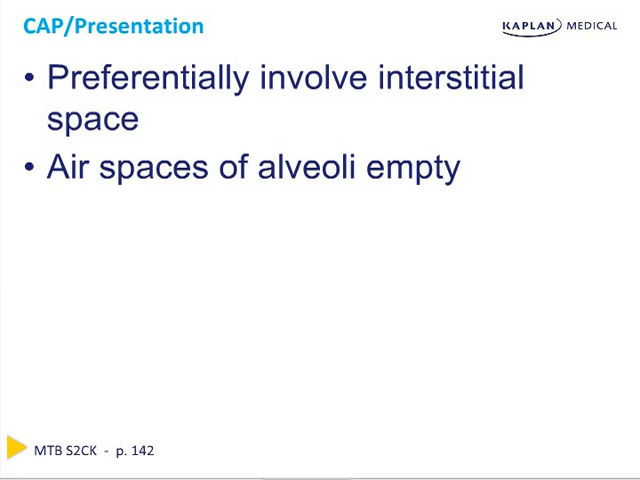 CAP/Presentation
KAPLAN MEDICAL
• Preferentially involve interstitial
space
• Air spaces of alveoli empty
MTB S2CK - p. 142